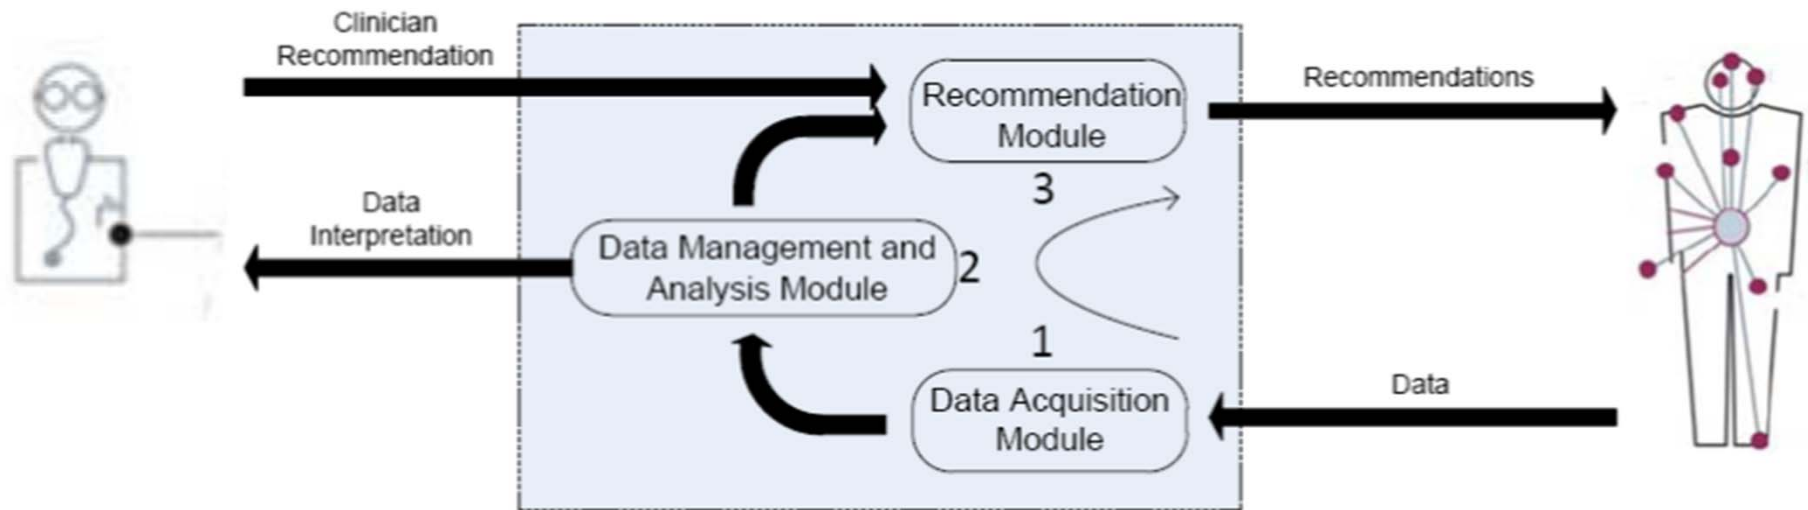 Clinician
Recommendation
Recommendation
Module
Recommendations
3
Data
Interpretation
Data Management and
Analysis Module
2
1
Data Acquisition
Module
Data